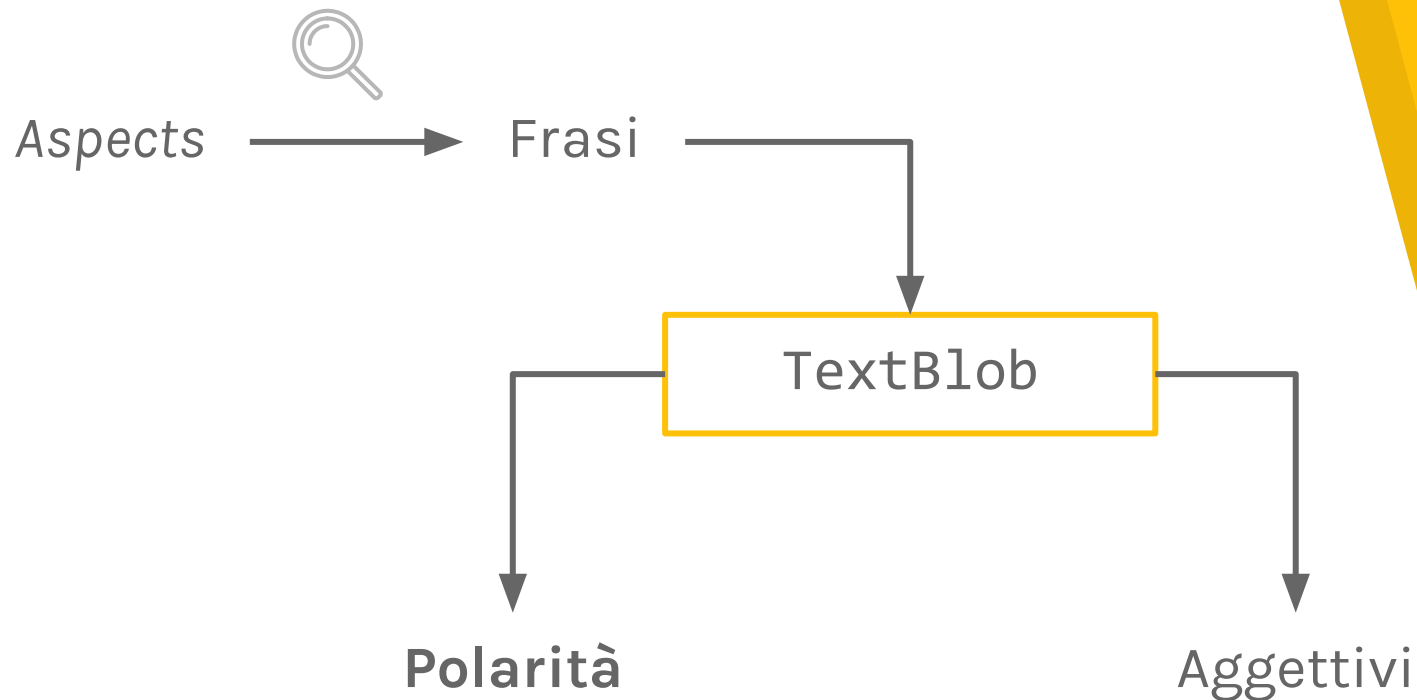 Aspects
Frasi
TextBlob
Polarità
Aggettivi